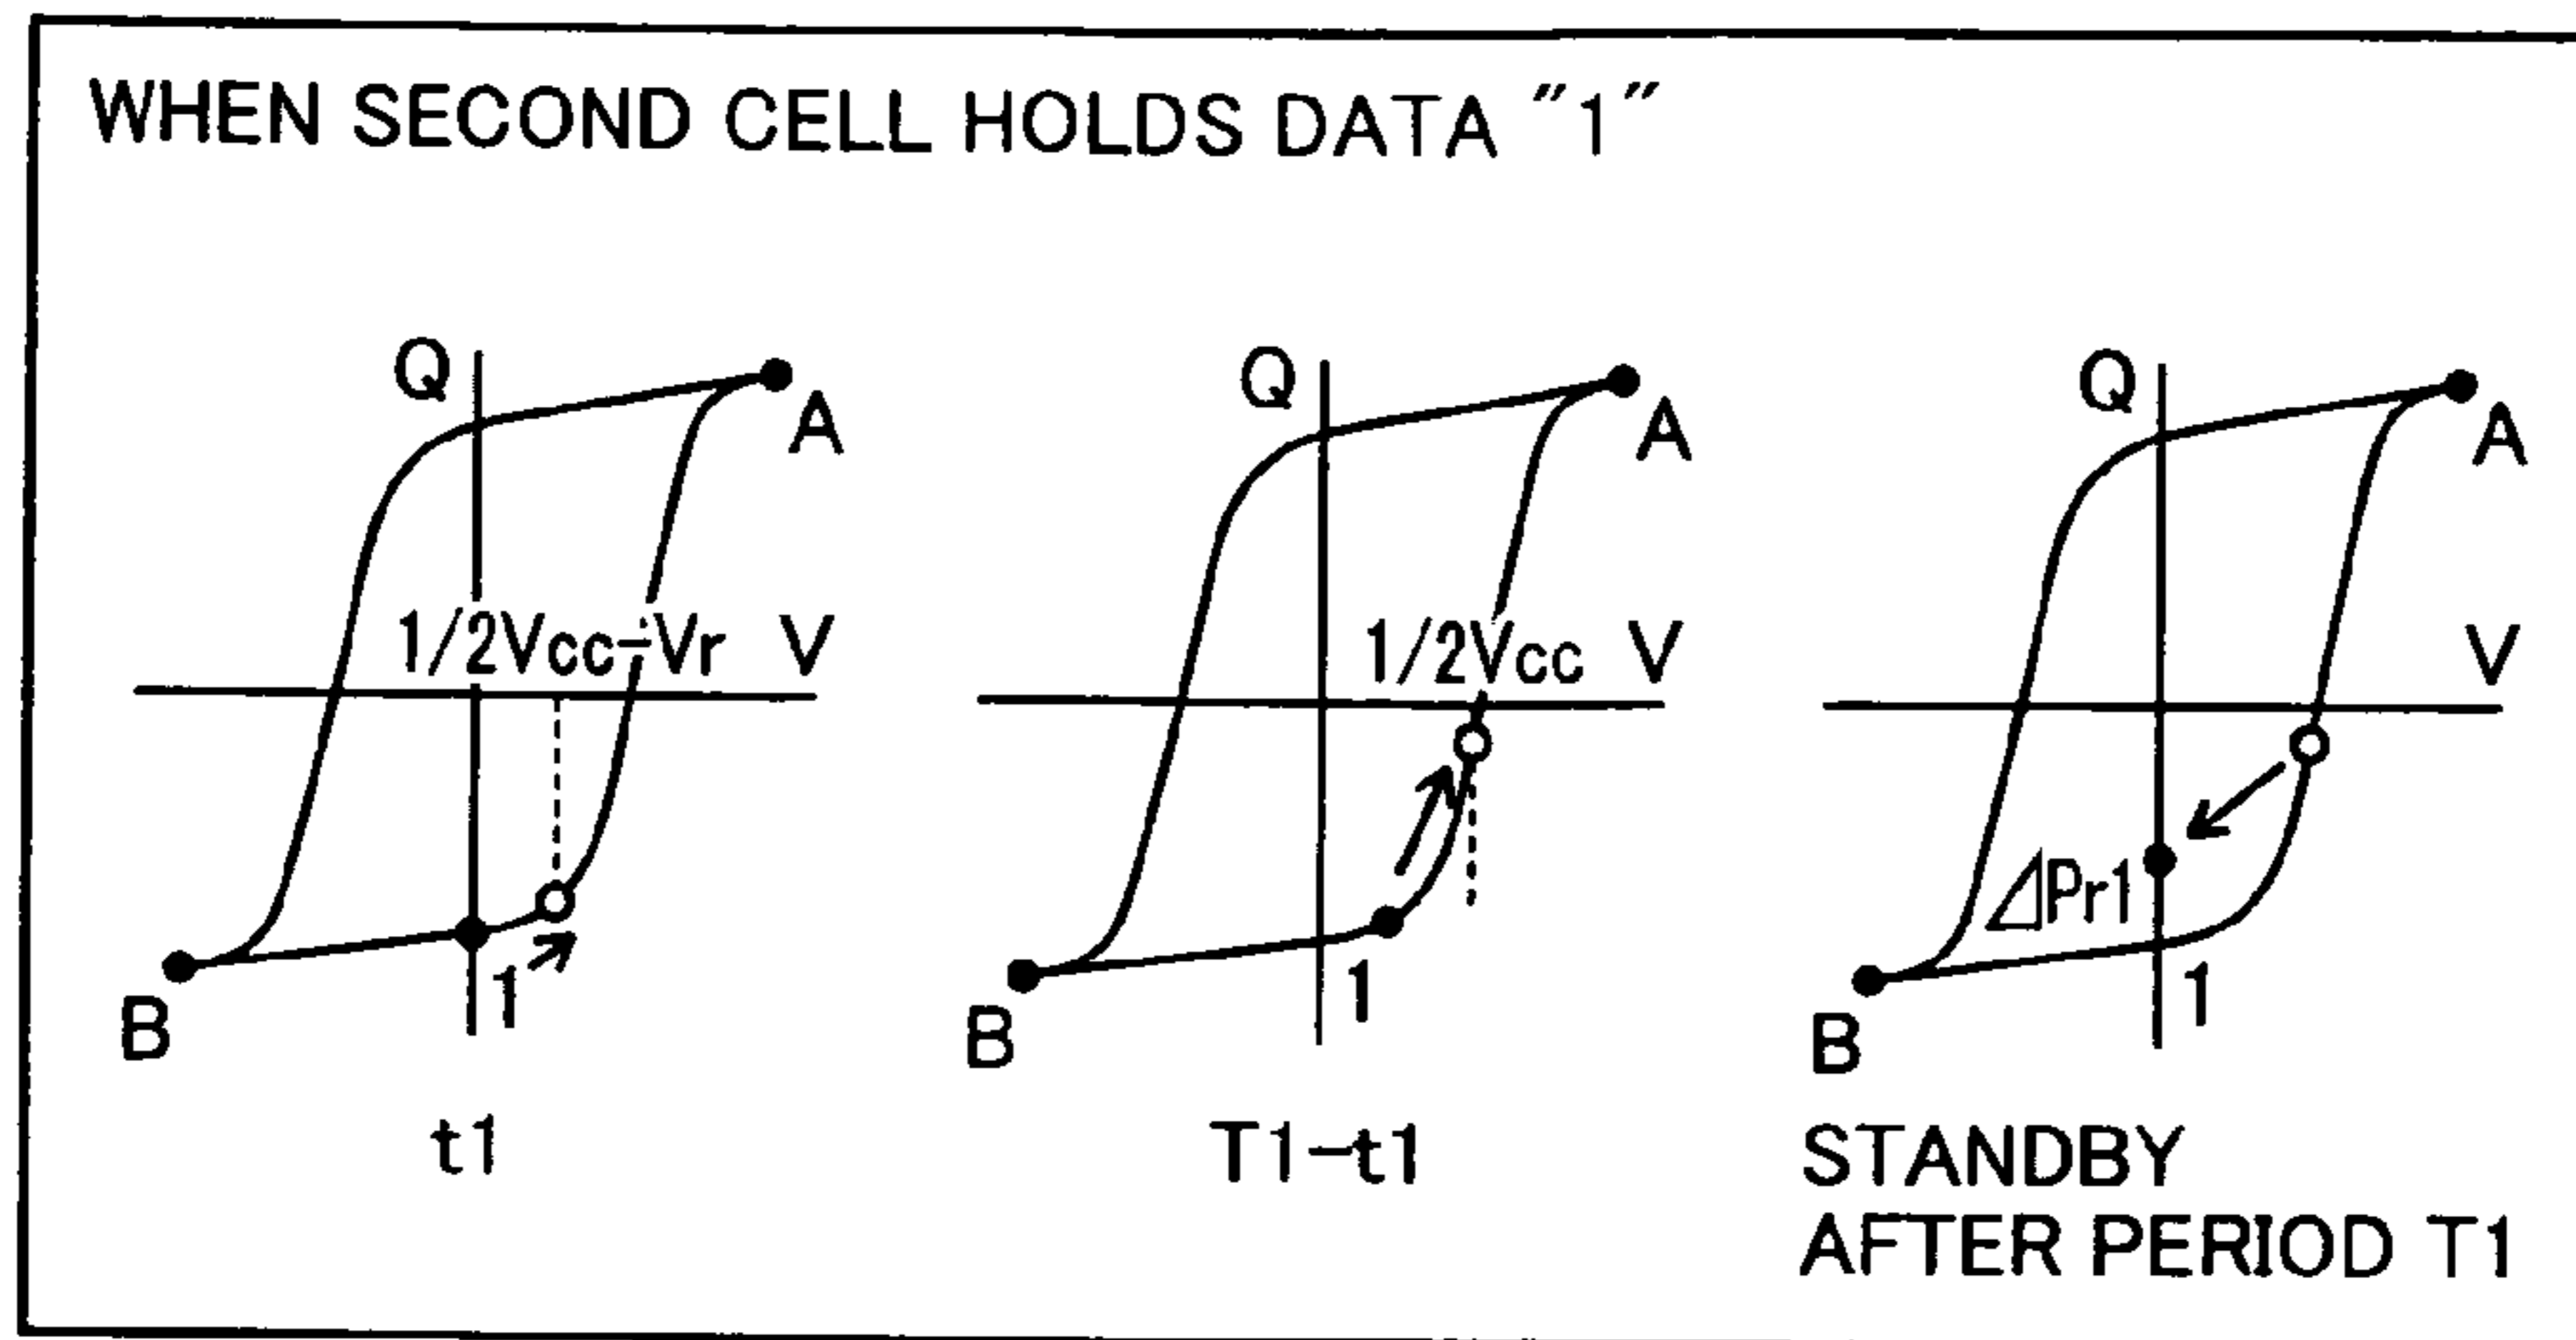 WHEN SECOND CELL HOLDS DATA "1"
Q
A
1/2Vcc-Vr V
1
B
t1
Q
A
1/2Vcc V
1
B
T1-t1
Q
A
V
⊿Pr1
1
B
STANDBY
AFTER PERIOD T1